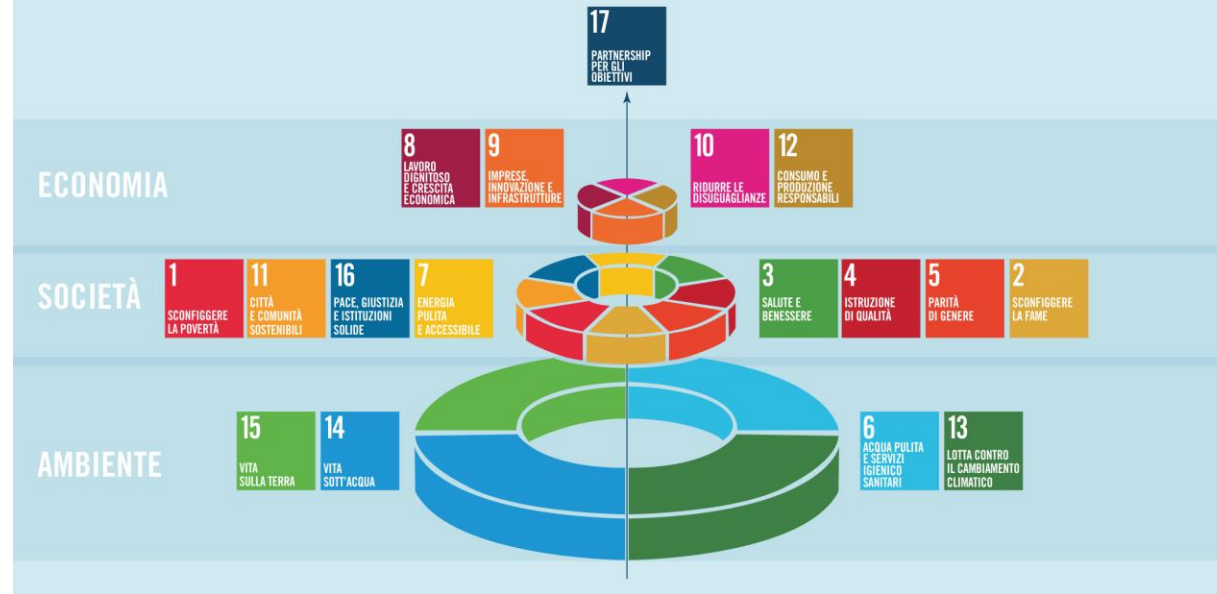 17
PARTNERSHIP
PER GLI
OBIETTIVI
ECONOMIA
8
LAVORO
DIGNITOSO
E CRESCITA
ECONOMICA
9
IMPRESE,
INNOVAZIONE E
INFRASTRUTTURE
10
RIDURRE LE
DISUGUAGLIANZE
12
CONSUMO E
PRODUZIONE
RESPONSABILI
SOCIETÀ
1
SCONFIGGERE
LA POVERTÀ
11
CITTÀ
E COMUNITÀ
SOSTENIBILI
16
PACE, GIUSTIZIA
E ISTITUZIONI
SOLIDE
7
ENERGIA
PULITA
E ACCESSIBILE
3
SALUTE E
BENESSERE
4
ISTRUZIONE
DI QUALITÀ
5
PARITÀ
DI GENERE
2
SCONFIGGERE
LA FAME
AMBIENTE
15
VITA
SULLA TERRA
14
VITA
SOTT'ACQUA
6
ACQUA PULITA
E SERVIZI
IGIENICO
SANITARI
13
LOTTA CONTRO
IL CAMBIAMENTO
CLIMATICO